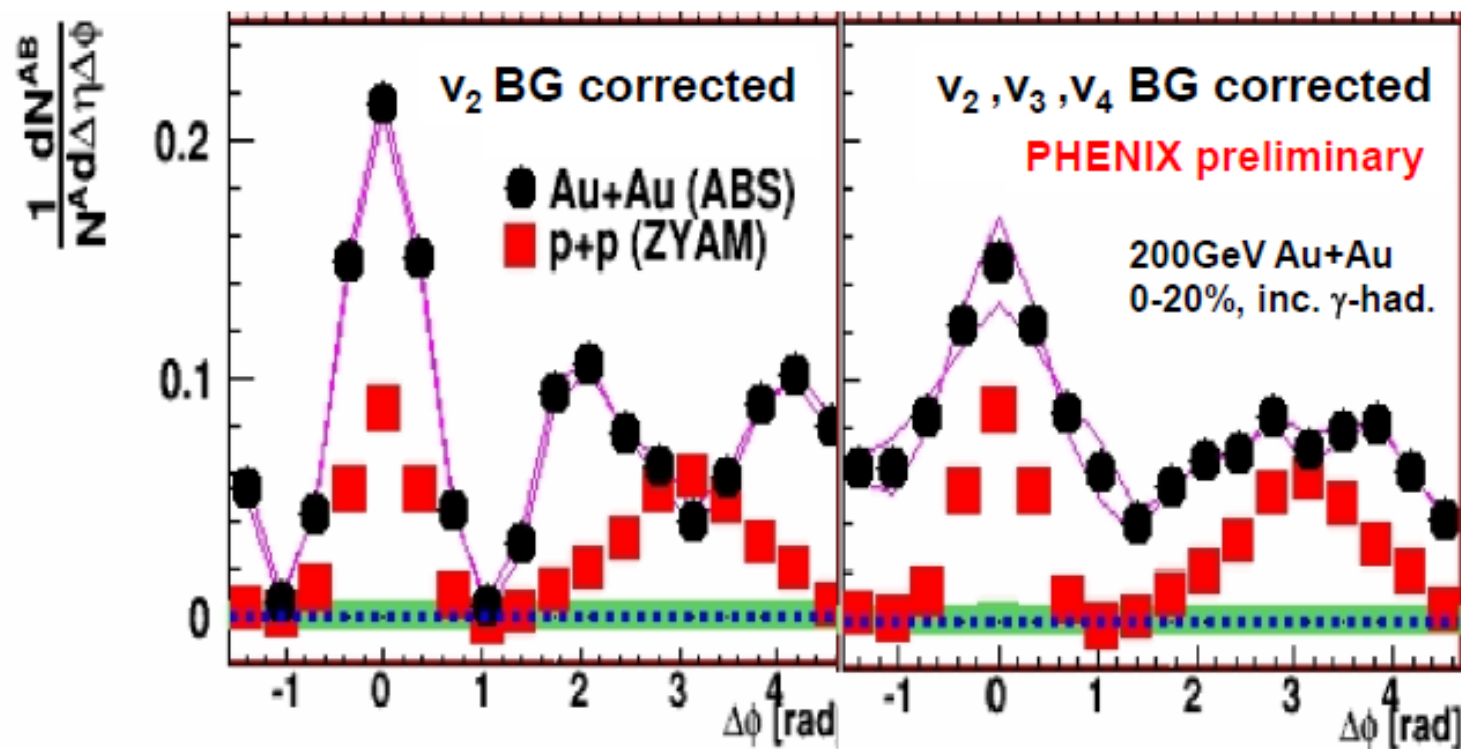 1 dN^AB
N^A dΔηΔφ
v₂ BG corrected
Au+Au (ABS)
p+p (ZYAM)
0.2
0.1
0
-1 0 1 2 3 4
Δϕ [rad
v₂ ,v₃ ,v₄ BG corrected
PHENIX preliminary
200GeV Au+Au
0-20%, inc. γ-had.
-1 0 1 2 3 4
Δϕ [rad]